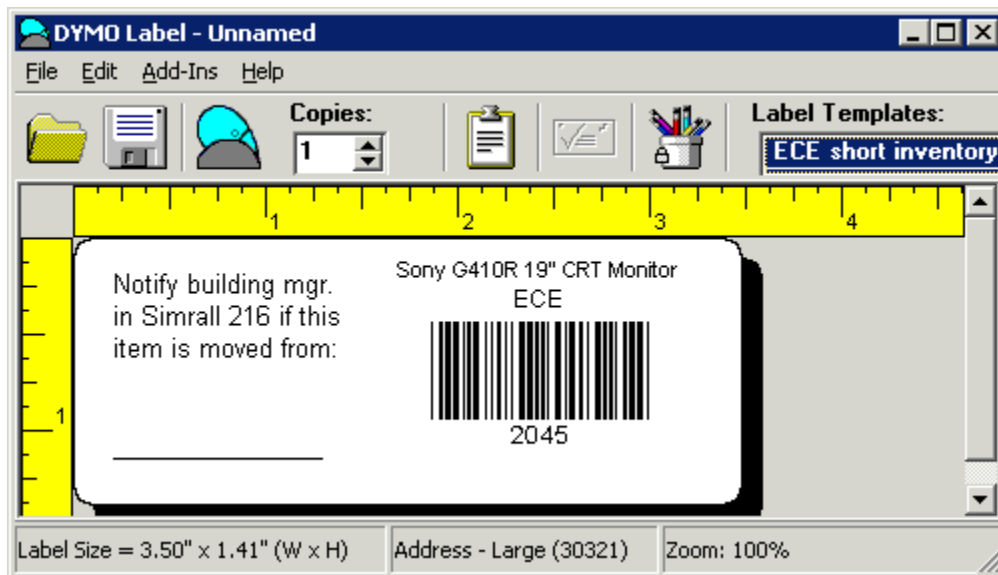 DYMO Label - Unnamed
File Edit Add-Ins Help
Copies:
1
Label Templates:
ECE short inventory
1 2 3 4
1
Notify building mgr.
in Simrall 216 if this
item is moved from:
Sony G410R 19" CRT Monitor
ECE
2045
Label Size = 3.50" x 1.41" (W x H) Address - Large (30321) Zoom: 100%